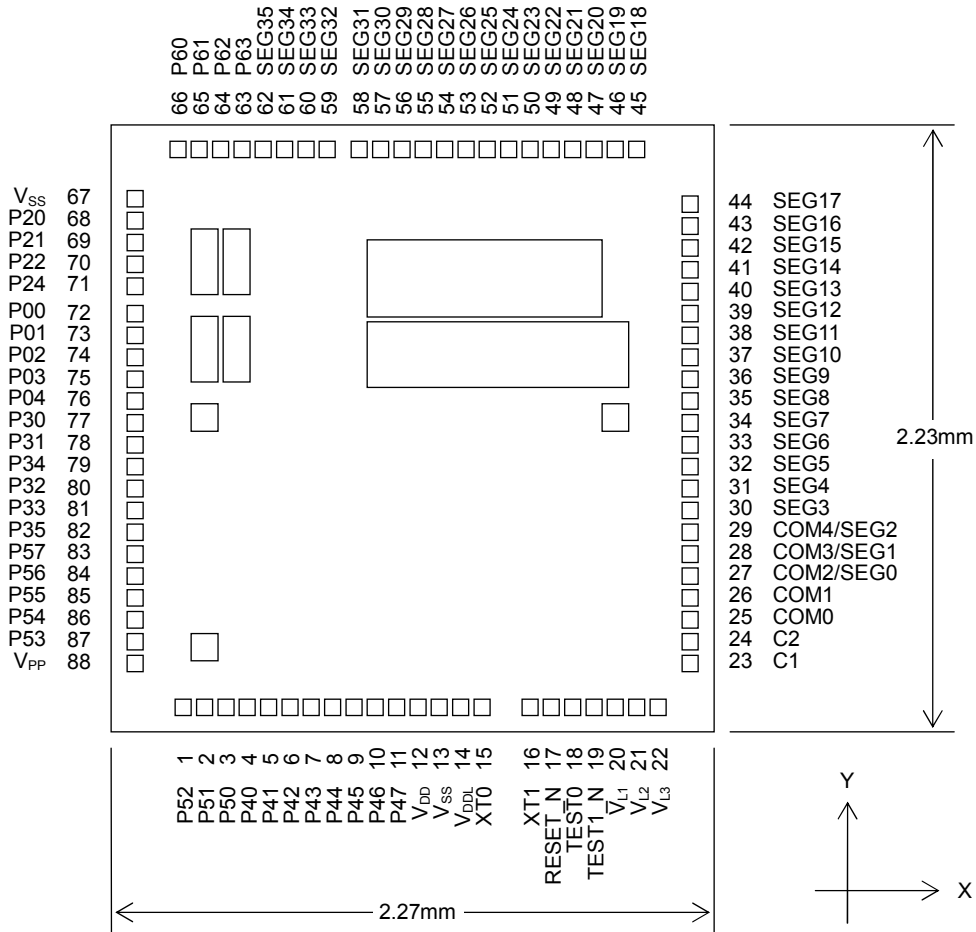 66 P60
65 P61
64 P62
63 P63
62 SEG35
61 SEG34
60 SEG33
59 SEG32
58 SEG31
57 SEG30
56 SEG29
55 SEG28
54 SEG27
53 SEG26
52 SEG25
51 SEG24
50 SEG23
49 SEG22
48 SEG21
47 SEG20
46 SEG19
45 SEG18
VSS 67
P20 68
P21 69
P22 70
P24 71
P00 72
P01 73
P02 74
P03 75
P04 76
P30 77
P31 78
P34 79
P32 80
P33 81
P35 82
P57 83
P56 84
P55 85
P54 86
P53 87
VPP 88
44 SEG17
43 SEG16
42 SEG15
41 SEG14
40 SEG13
39 SEG12
38 SEG11
37 SEG10
36 SEG9
35 SEG8
34 SEG7
33 SEG6
32 SEG5
31 SEG4
30 SEG3
29 COM4/SEG2
28 COM3/SEG1
27 COM2/SEG0
26 COM1
25 COM0
24 C2
23 C1
2.23mm
P52 1
P51 2
P50 3
P40 4
P41 5
P42 6
P43 7
P44 8
P45 9
P46 10
P47 11
VDD 12
VSS 13
VDDL 14
XT0 15
XT1 16
RESET_N 17
TEST0 18
TEST1_N 19
VL1 20
VL2 21
VL3 22
2.27mm
Y
X